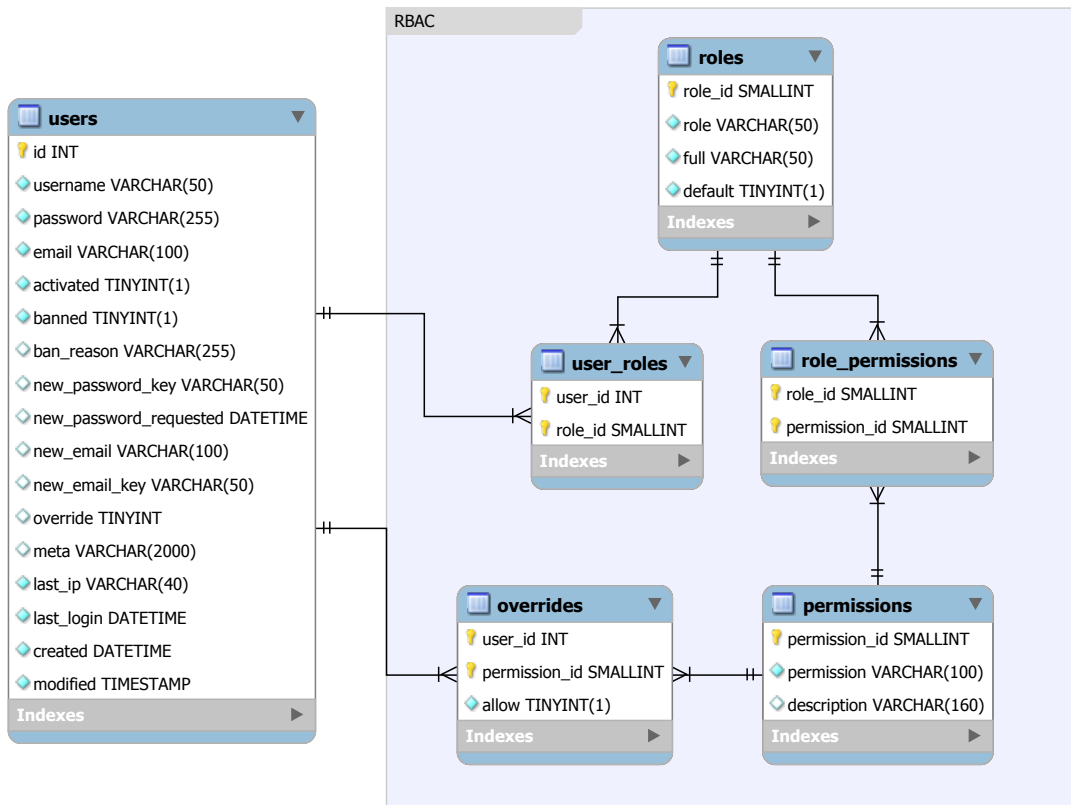 RBAC
roles
role_id SMALLINT
role VARCHAR(50)
full VARCHAR(50)
default TINYINT(1)
Indexes
users
id INT
username VARCHAR(50)
password VARCHAR(255)
email VARCHAR(100)
activated TINYINT(1)
banned TINYINT(1)
ban_reason VARCHAR(255)
new_password_key VARCHAR(50)
new_password_requested DATETIME
new_email VARCHAR(100)
new_email_key VARCHAR(50)
override TINYINT
meta VARCHAR(2000)
last_ip VARCHAR(40)
last_login DATETIME
created DATETIME
modified TIMESTAMP
Indexes
user_roles
user_id INT
role_id SMALLINT
Indexes
role_permissions
role_id SMALLINT
permission_id SMALLINT
Indexes
overrides
user_id INT
permission_id SMALLINT
allow TINYINT(1)
Indexes
permissions
permission_id SMALLINT
permission VARCHAR(100)
description VARCHAR(160)
Indexes